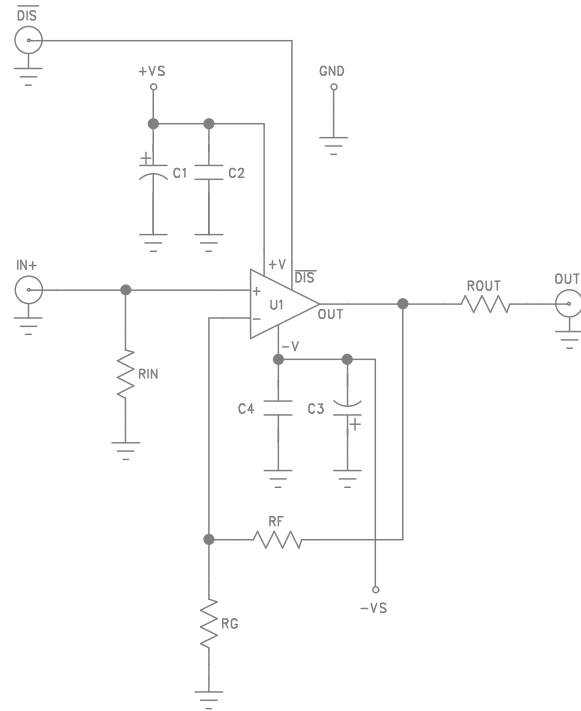 DIS
+VS
GND
+
C1
C2
IN+
+V
DIS
+
U1
−
OUT
ROUT
OUT
−V
RIN
C4
C3
+
RF
−VS
RG